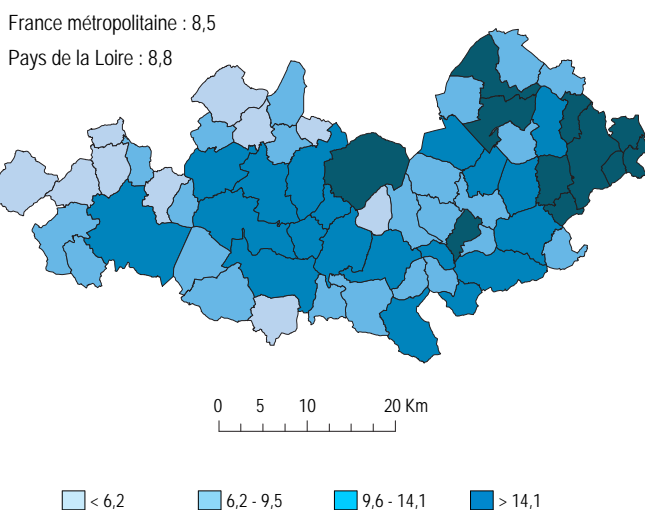 France métropolitaine : 8,5
Pays de la Loire : 8,8
0 5 10 20 Km
< 6,2 6,2 - 9,5 9,6 - 14,1 > 14,1